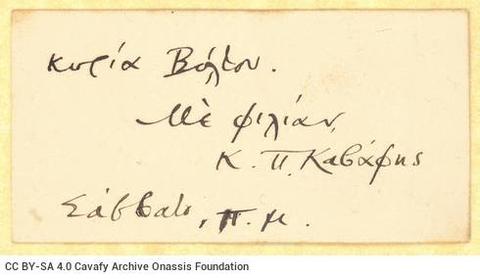 κυρία Βόλτου.
Μὲ φιλίαν,
Κ. Π. Καβάφης
Σάββατο, π.μ.
CC BY-SA 4.0 Cavafy Archive Onassis Foundation